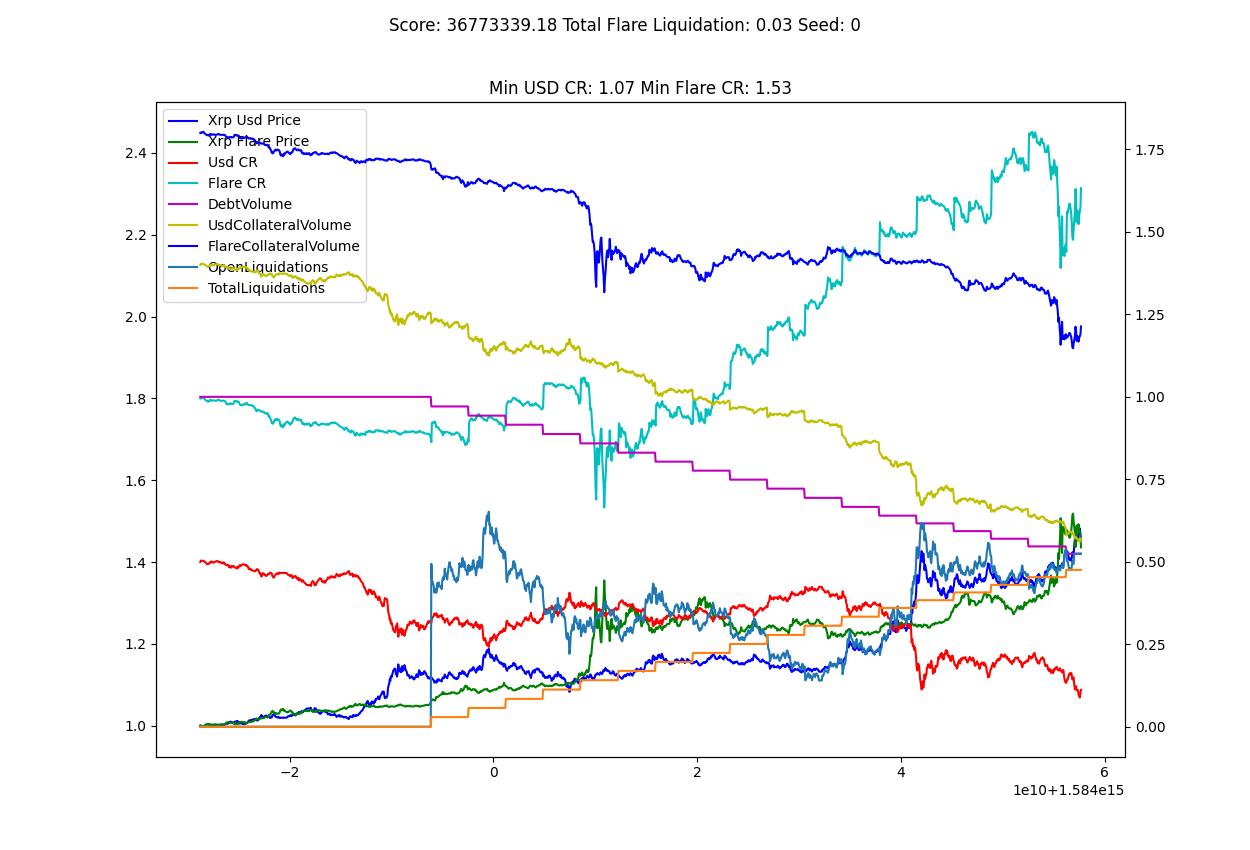 Score: 36773339.18 Total Flare Liquidation: 0.03 Seed: 0
Min USD CR: 1.07 Min Flare CR: 1.53
Xrp Usd Price
Xrp Flare Price
Usd CR
Flare CR
DebtVolume
UsdCollateralVolume
FlareCollateralVolume
OpenLiquidations
TotalLiquidations
2.4
2.2
2.0
1.8
1.6
1.4
1.2
1.0
1.75
1.50
1.25
1.00
0.75
0.50
0.25
0.00
−2
0
2
4
6
1e10+1.584e15